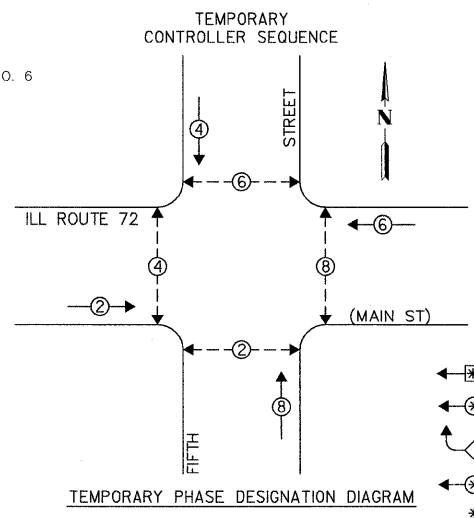 TEMPORARY
CONTROLLER SEQUENCE
O. 6
4
STREET
N
6
ILL ROUTE 72
6
4
8
2
(MAIN ST)
2
8
FIFTH
TEMPORARY PHASE DESIGNATION DIAGRAM
*
*
*
*